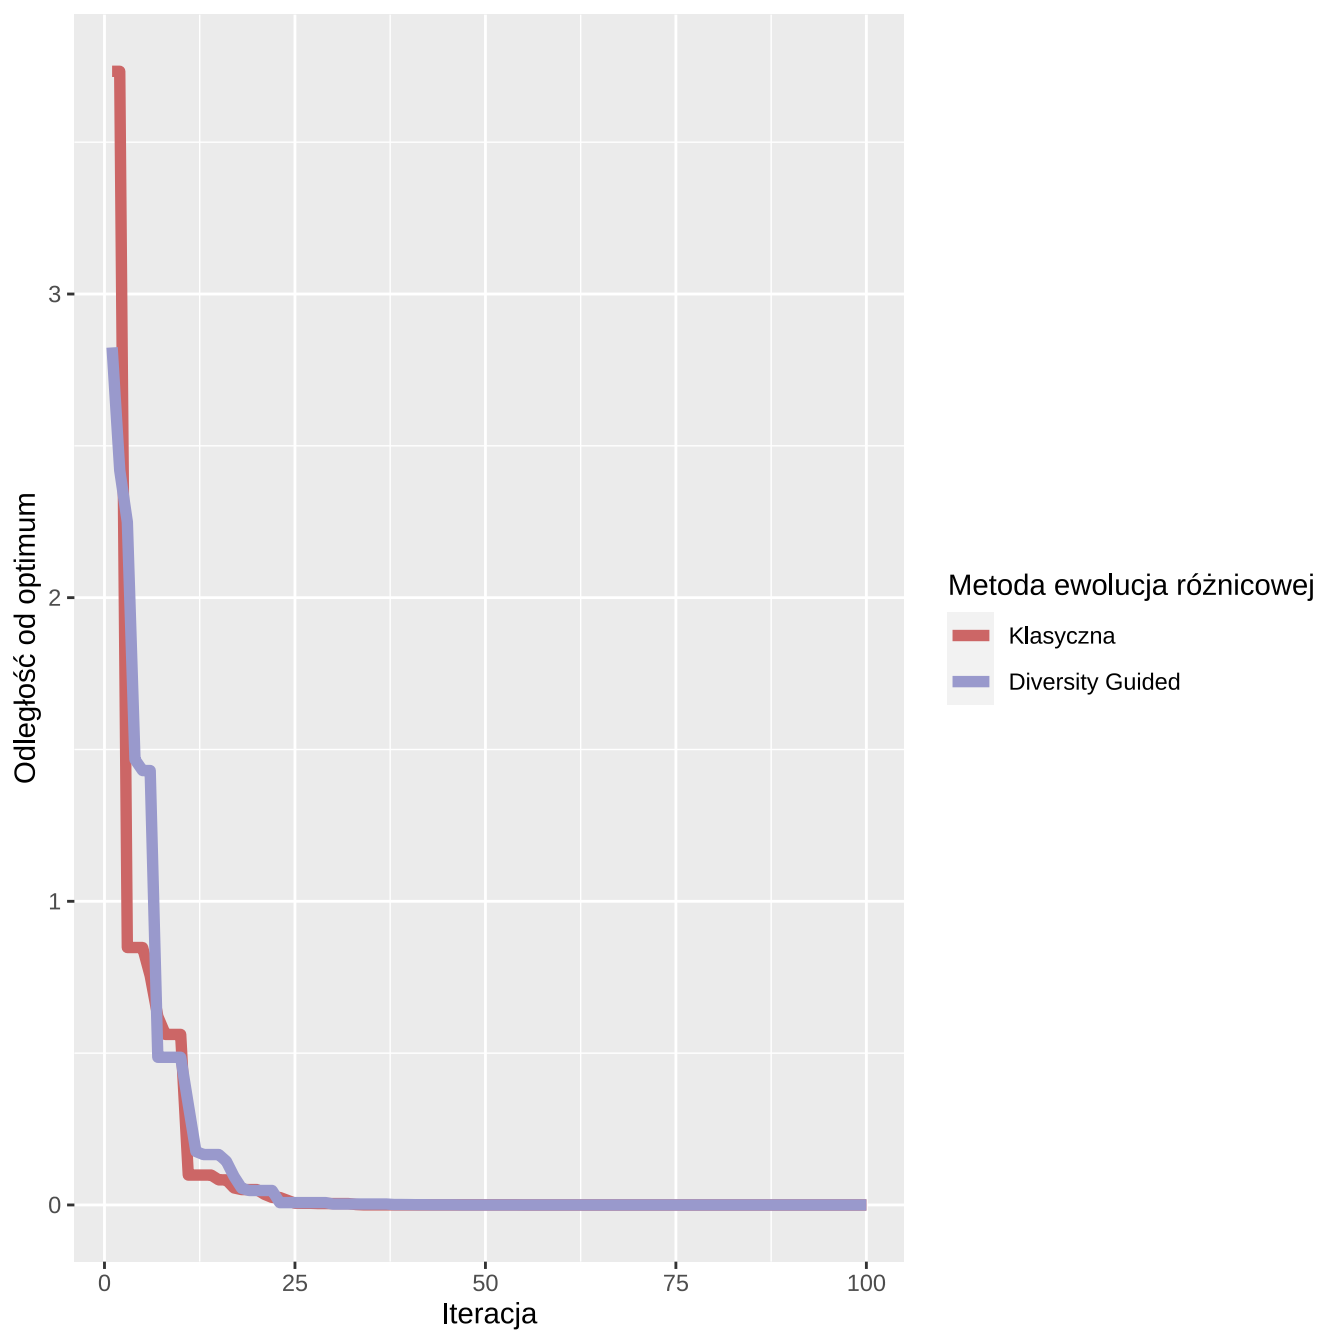 3
2
1
0
0 25 50 75 100
Iteracja
Odległość od optimum
Metoda ewolucja różnicowej
Klasyczna
Diversity Guided